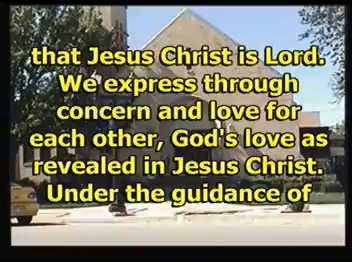 that Jesus Christ is Lord.
We express through
concern and love for
each other, God's love as
revealed in Jesus Christ.
Under the guidance of